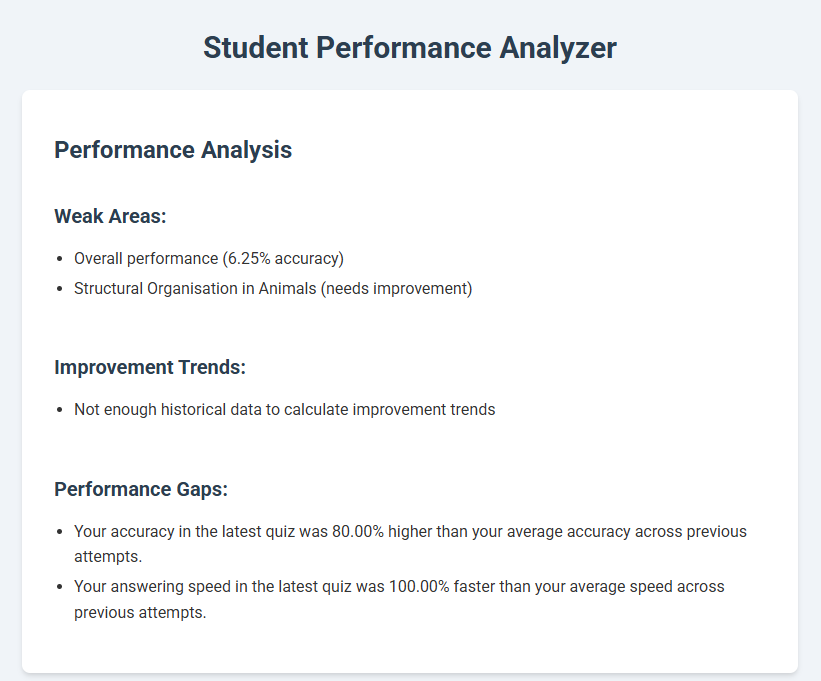 Student Performance Analyzer
Performance Analysis
Weak Areas:
• Overall performance (6.25% accuracy)
• Structural Organisation in Animals (needs improvement)
Improvement Trends:
• Not enough historical data to calculate improvement trends
Performance Gaps:
• Your accuracy in the latest quiz was 80.00% higher than your average accuracy across previous
attempts.
• Your answering speed in the latest quiz was 100.00% faster than your average speed across
previous attempts.